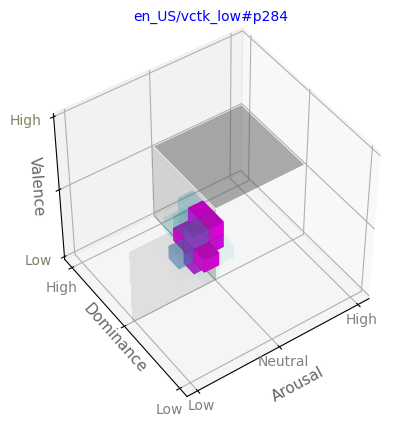 en_US/vctk_low#p284
High
Valence
Low
High
Dominance
Low
Low
Neutral
Arousal
High